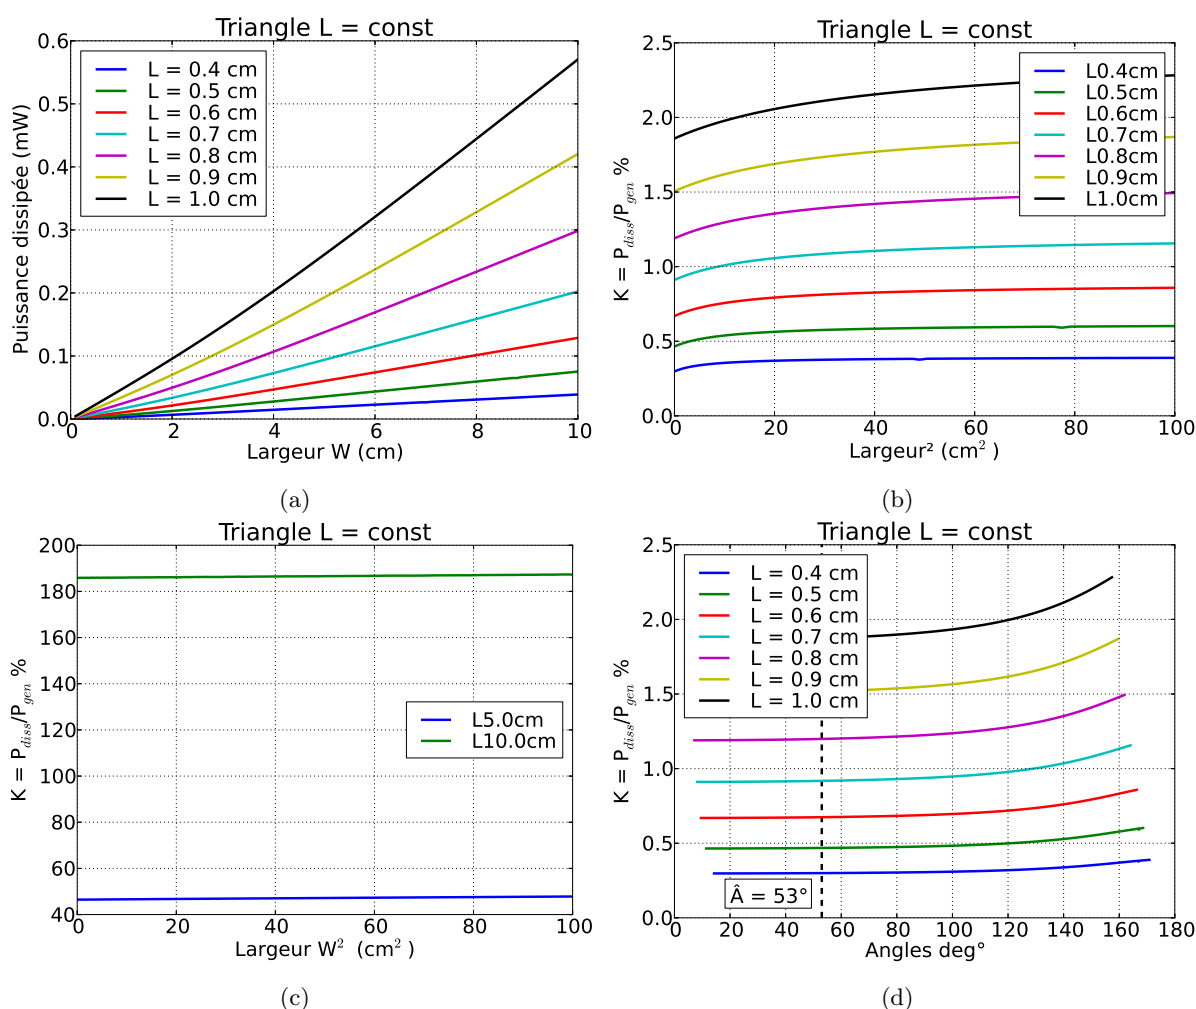 Triangle L = const
Puissance dissipée (mW)
0.6
0.5
0.4
0.3
0.2
0.1
0.0
L = 0.4 cm
L = 0.5 cm
L = 0.6 cm
L = 0.7 cm
L = 0.8 cm
L = 0.9 cm
L = 1.0 cm
0 2 4 6 8 10
Largeur W (cm)
(a)
Triangle L = const
K = P_diss/P_gen %
2.5
2.0
1.5
1.0
0.5
0.0
L0.4cm
L0.5cm
L0.6cm
L0.7cm
L0.8cm
L0.9cm
L1.0cm
0 20 40 60 80 100
Largeur² (cm²)
(b)
Triangle L = const
K = P_diss/P_gen %
200
180
160
140
120
100
80
60
40
L5.0cm
L10.0cm
0 20 40 60 80 100
Largeur W² (cm²)
(c)
Triangle L = const
K = P_diss/P_gen %
2.5
2.0
1.5
1.0
0.5
0.0
L = 0.4 cm
L = 0.5 cm
L = 0.6 cm
L = 0.7 cm
L = 0.8 cm
L = 0.9 cm
L = 1.0 cm
Â = 53°
0 20 40 60 80 100 120 140 160 180
Angles deg°
(d)